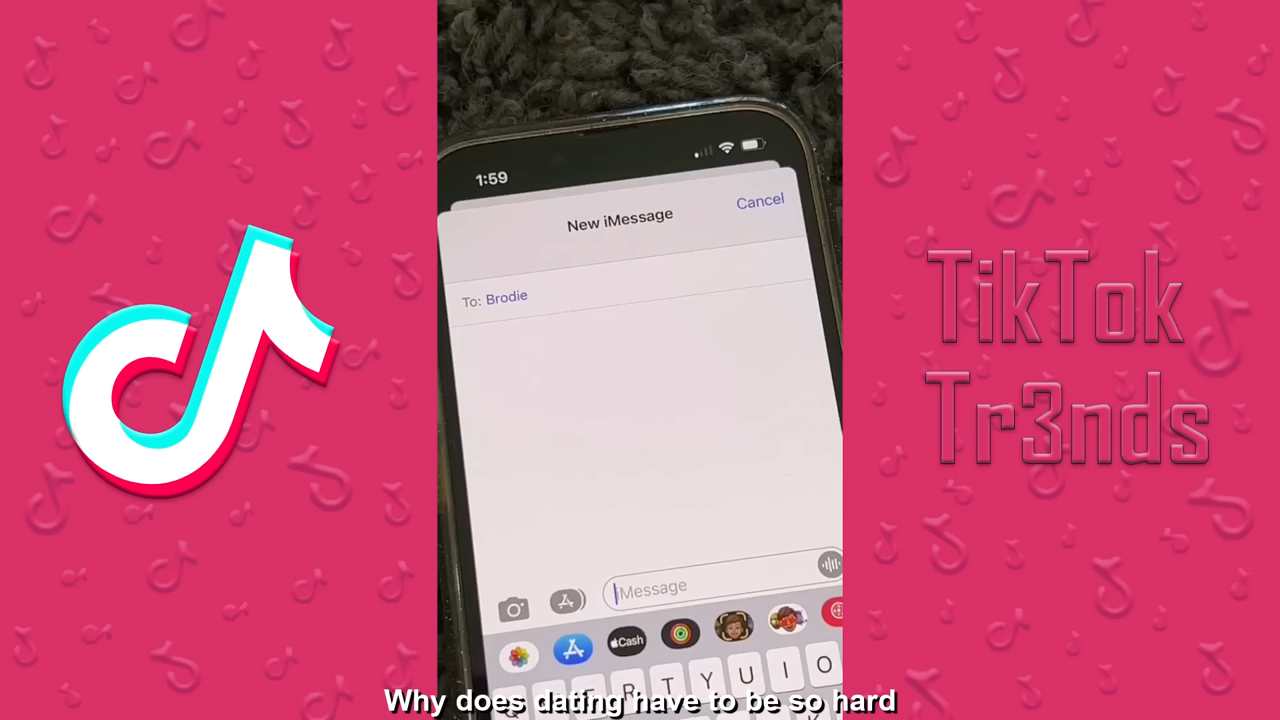 1:59
New iMessage
Cancel
To: Brodie
iMessage
Cash
R T Y U I O
TikTok
Tr3nds
Why does dating have to be so hard